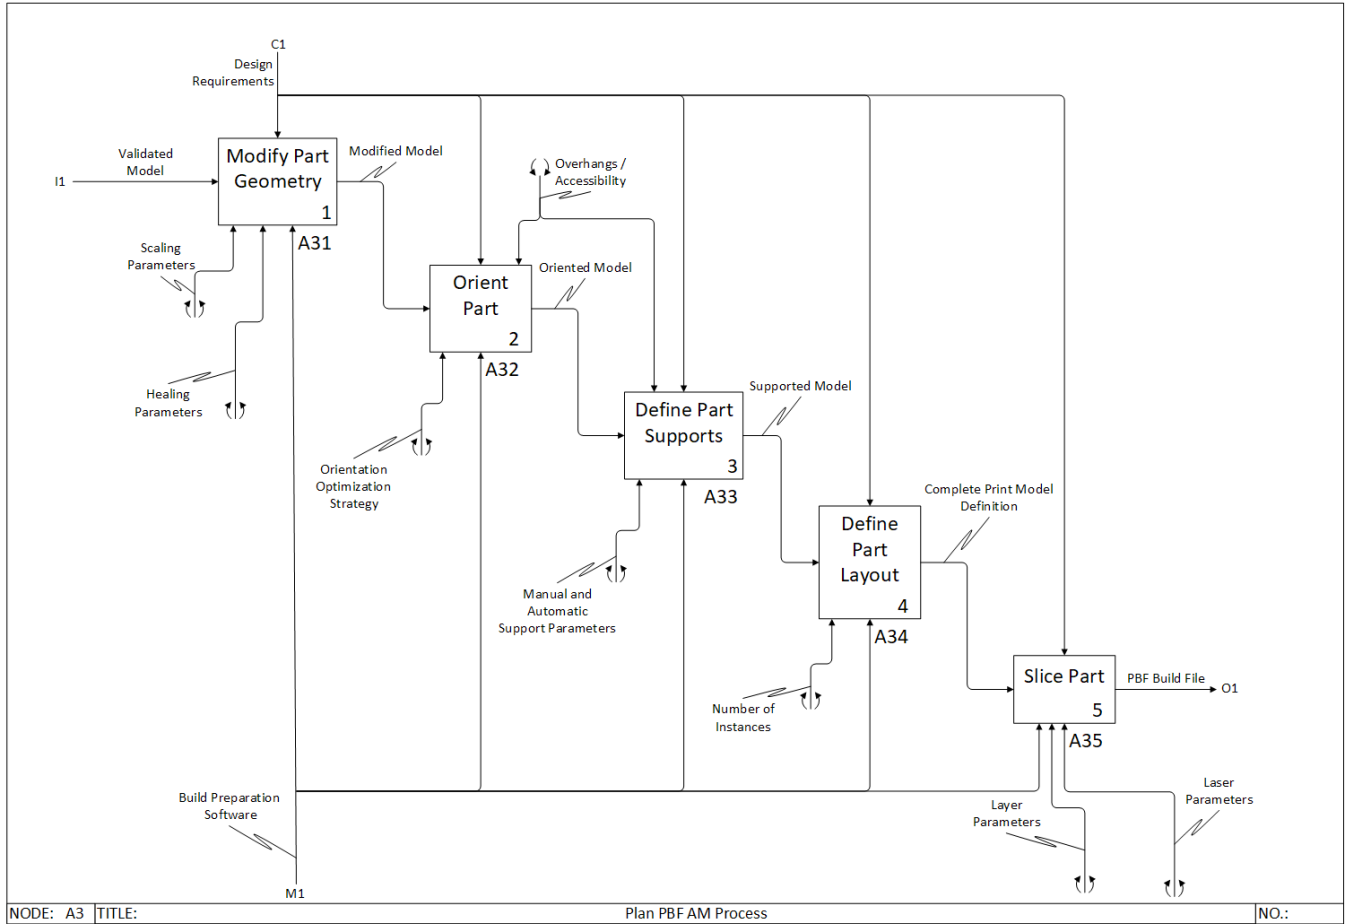 C1
Design
Requirements
Validated
Model
I1
Modify Part
Geometry
1
A31
Modified Model
Overhangs /
Accessibility
Scaling
Parameters
Healing
Parameters
Orient
Part
2
A32
Oriented Model
Orientation
Optimization
Strategy
Define Part
Supports
3
A33
Supported Model
Manual and
Automatic
Support Parameters
Define
Part
Layout
4
A34
Complete Print Model
Definition
Number of
Instances
Slice Part
5
A35
PBF Build File
O1
Build Preparation
Software
M1
Layer
Parameters
Laser
Parameters
NODE: A3 TITLE: Plan PBF AM Process NO.: